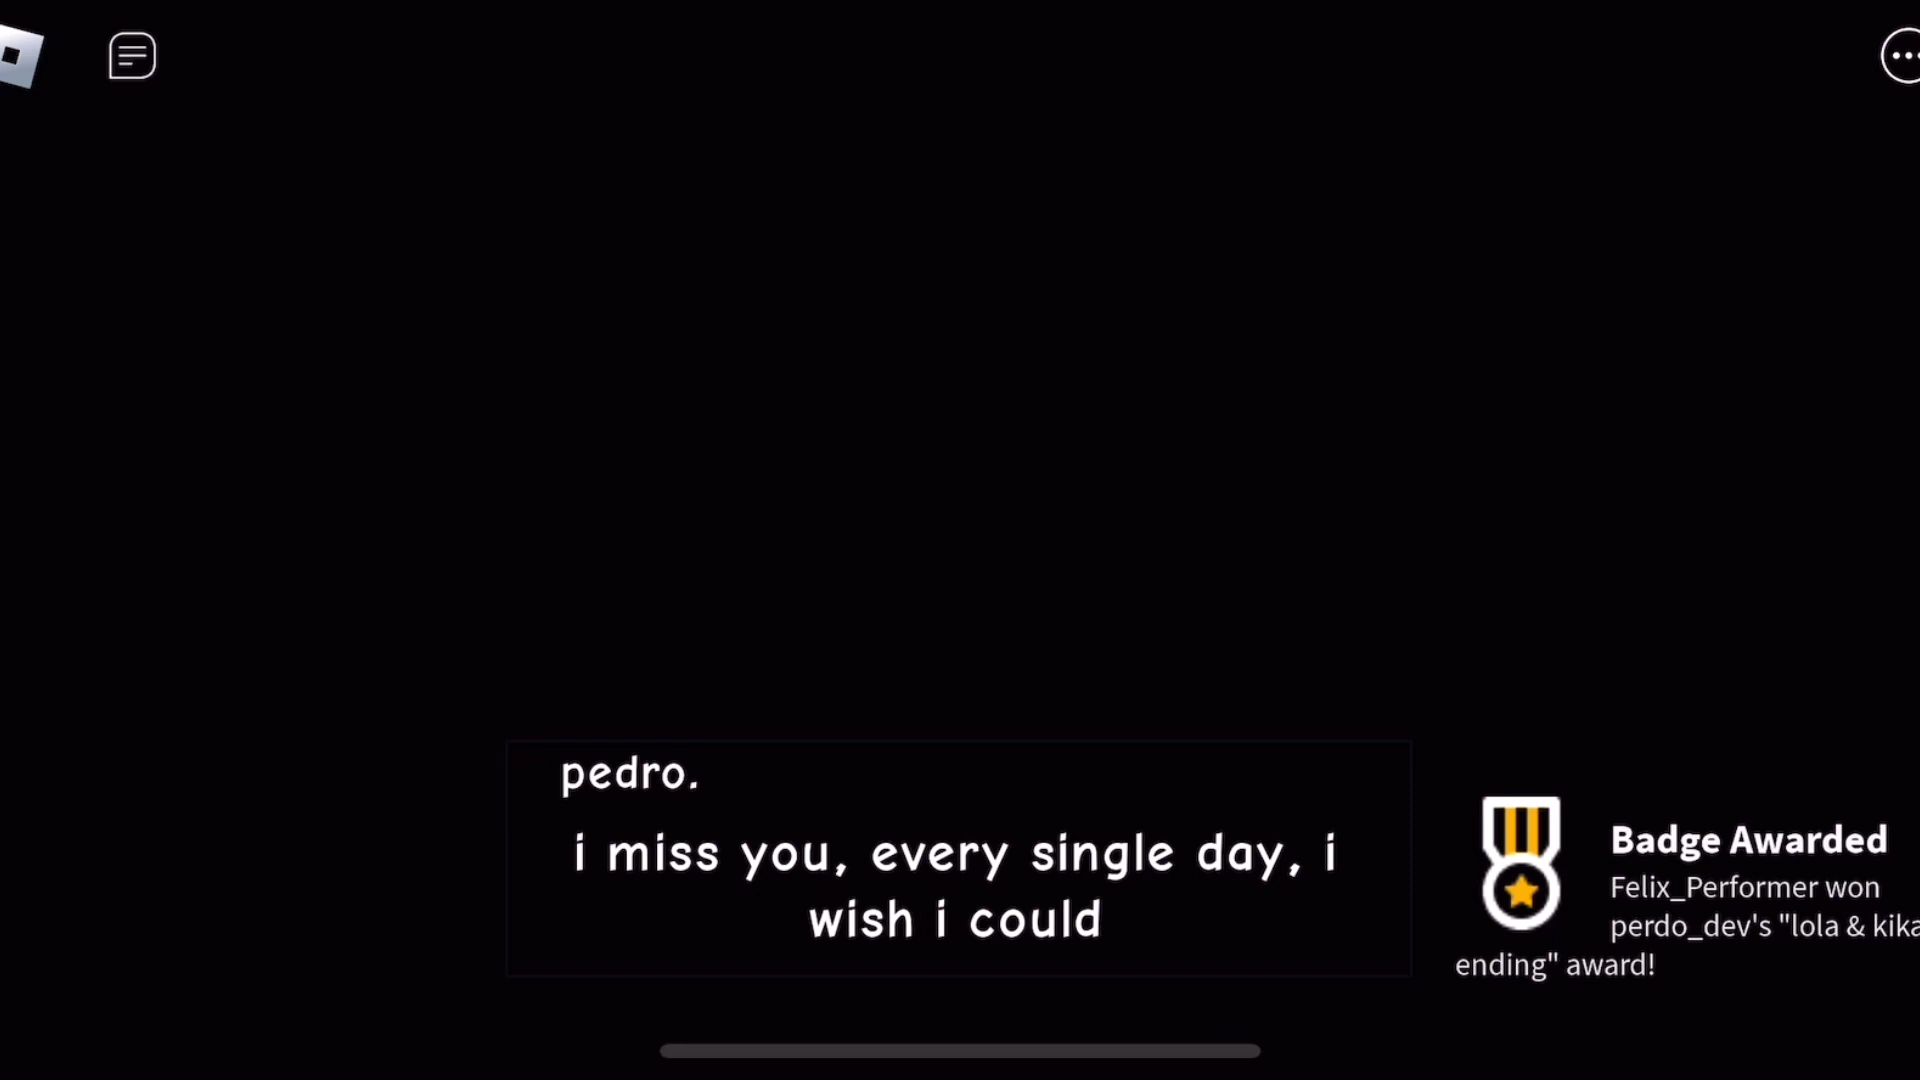 pedro.
i miss you, every single day, i
wish i could
Badge Awarded
Felix_Performer won
perdo_dev's "lola & kika
ending" award!